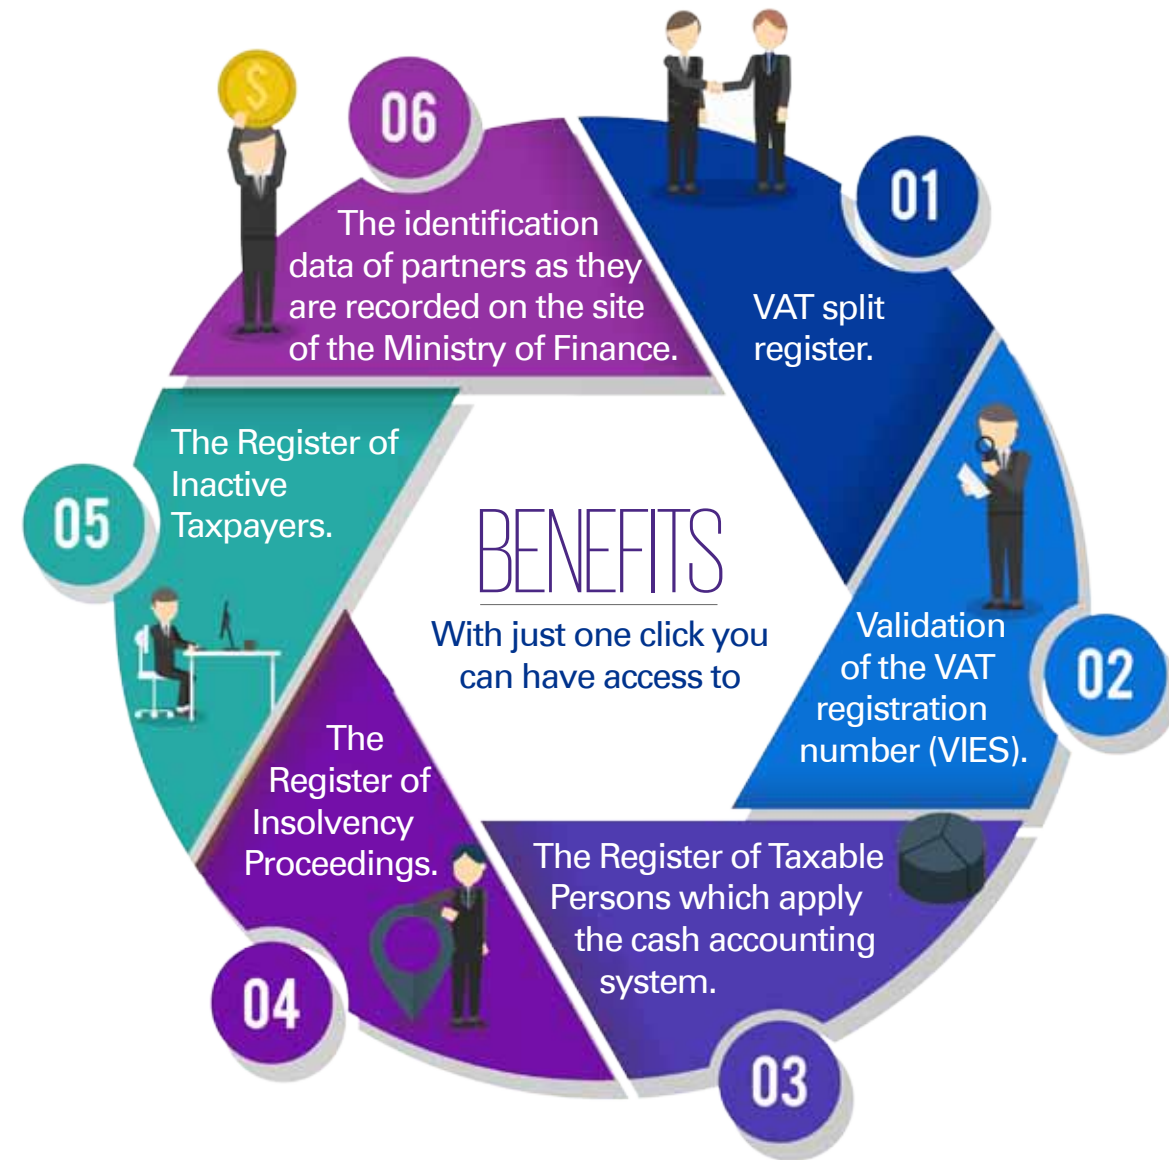 BENEFITS
With just one click you
can have access to
01
VAT split
register.
02
Validation
of the VAT
registration
number (VIES).
03
The Register of Taxable
Persons which apply
the cash accounting
system.
04
The
Register of
Insolvency
Proceedings.
05
The Register of
Inactive
Taxpayers.
06
The identification
data of partners as they
are recorded on the site
of the Ministry of Finance.
$